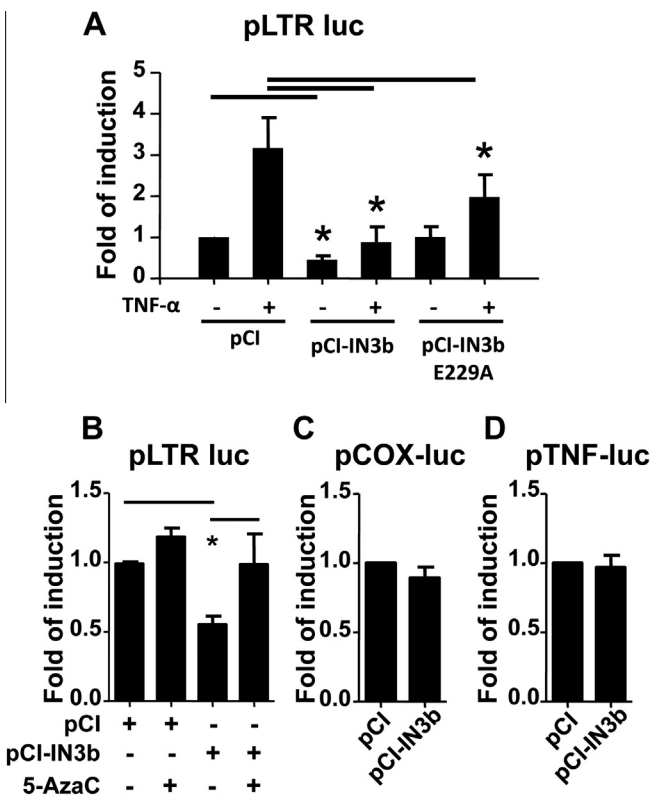 A pLTR luc
Fold of induction
5
4
3
2
1
0
* * *
TNF-α - + - + - +
pCI pCI-IN3b pCI-IN3b
E229A
B C D
pLTR luc pCOX-luc pTNF-luc
Fold of induction
1.5
1.0
0.5
0.0
*
pCI + + - -
pCI-IN3b - - + +
5-AzaC - + - +
Fold of induction
1.5
1.0
0.5
0.0
pCI
pCI-IN3b
Fold of induction
1.5
1.0
0.5
0.0
pCI
pCI-IN3b